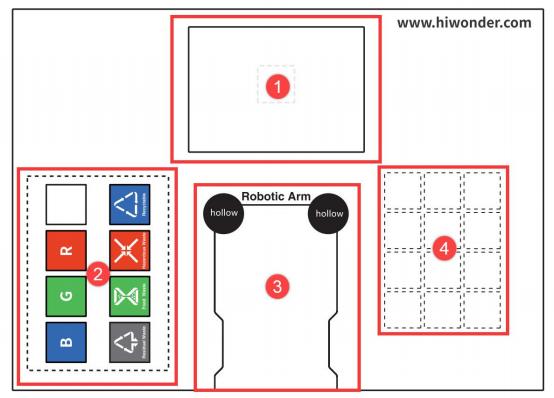 www.hiwonder.com
1
Robotic Arm
hollow
hollow
2
R
G
B
Recyclable
Hazardous Waste
Food Waste
Residual Waste
3
4